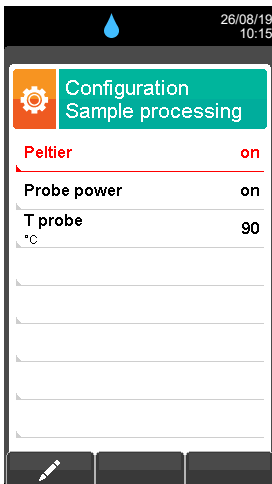 26/08/19
10:15
Configuration
Sample processing
Peltier on
Probe power on
T probe 90
°C